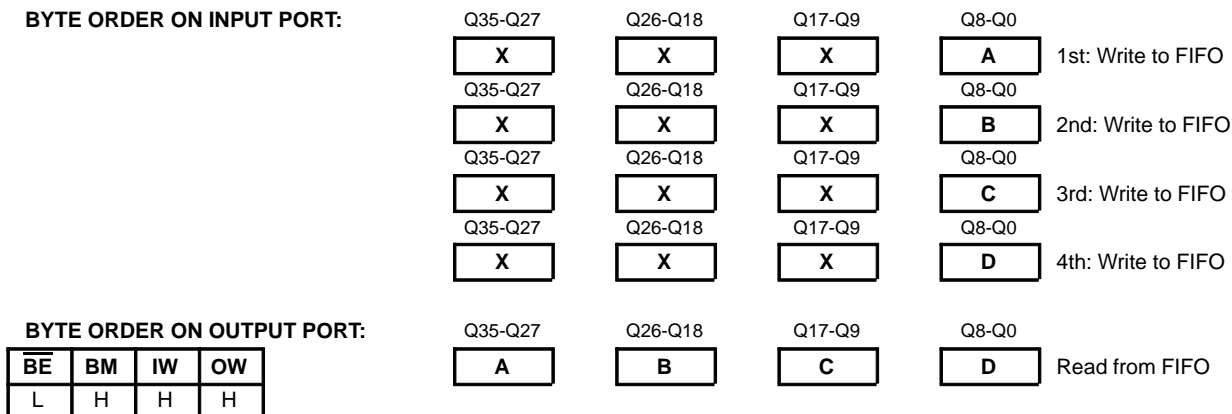 BYTE ORDER ON INPUT PORT: Q35-Q27 Q26-Q18 Q17-Q9 Q8-Q0
X X X A 1st: Write to FIFO
Q35-Q27 Q26-Q18 Q17-Q9 Q8-Q0
X X X B 2nd: Write to FIFO
Q35-Q27 Q26-Q18 Q17-Q9 Q8-Q0
X X X C 3rd: Write to FIFO
Q35-Q27 Q26-Q18 Q17-Q9 Q8-Q0
X X X D 4th: Write to FIFO
BYTE ORDER ON OUTPUT PORT: Q35-Q27 Q26-Q18 Q17-Q9 Q8-Q0
B̅E̅ BM IW OW A B C D Read from FIFO
L H H H